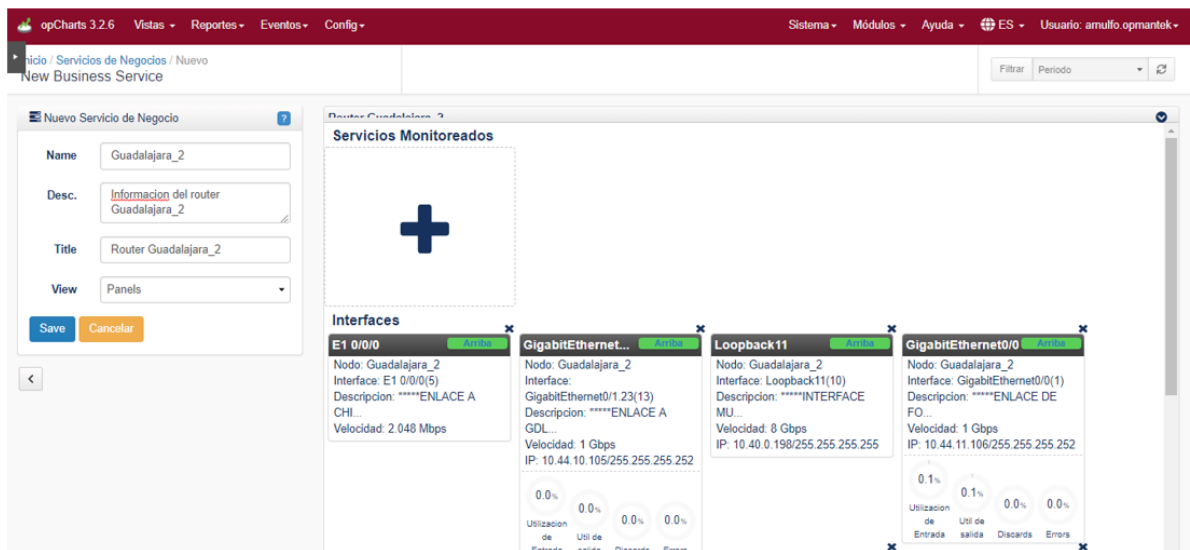 opCharts 3.2.6 Vistas Reportes Eventos Config Sistema Módulos Ayuda ES Usuario: arnulfo.opmantek
Inicio / Servicios de Negocios / Nuevo
New Business Service
Filtrar Periodo
Nuevo Servicio de Negocio ?
Name Guadalajara_2
Desc. Informacion del router
Guadalajara_2
Title Router Guadalajara_2
View Panels
Save Cancelar
Router Guadalajara_2
Servicios Monitoreados
Interfaces
E1 0/0/0 Arriba
Nodo: Guadalajara_2
Interface: E1 0/0/0(5)
Descripcion: *****ENLACE A
CHI...
Velocidad: 2.048 Mbps
GigabitEthernet... Arriba
Nodo: Guadalajara_2
Interface:
GigabitEthernet0/1.23(13)
Descripcion: *****ENLACE A
GDL...
Velocidad: 1 Gbps
IP: 10.44.10.105/255.255.255.252
0.0% 0.0% 0.0% 0.0%
Utilizacion
de
Entrada
Util de
salida
Discards
Errors
Loopback11 Arriba
Nodo: Guadalajara_2
Interface: Loopback11(10)
Descripcion: *****INTERFACE
MU...
Velocidad: 8 Gbps
IP: 10.40.0.198/255.255.255.255
GigabitEthernet0/0 Arriba
Nodo: Guadalajara_2
Interface: GigabitEthernet0/0(1)
Descripcion: *****ENLACE DE
FO...
Velocidad: 1 Gbps
IP: 10.44.11.106/255.255.255.252
0.1% 0.1% 0.0% 0.0%
Utilizacion
de
Entrada
Util de
salida
Discards
Errors